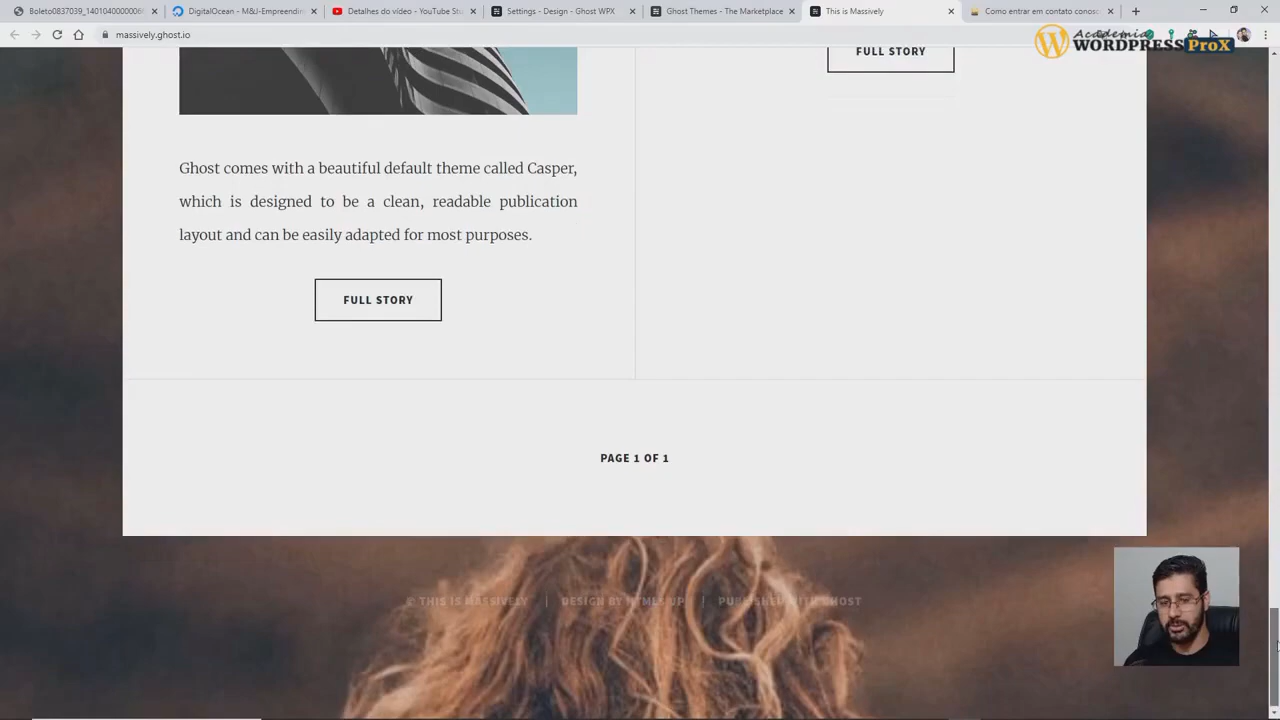 Boleto0837039_1401040000006
DigitalOcean - M&J-Empreendin
Detalhes do vídeo - YouTube Stu
Settings - Design - Ghost WPX
Ghost Themes - The Marketplace
This is Massively
Como entrar em contato conosc
massively.ghost.io
Academia
WORDPRESS ProX
FULL STORY
Ghost comes with a beautiful default theme called Casper,
which is designed to be a clean, readable publication
layout and can be easily adapted for most purposes.
FULL STORY
PAGE 1 OF 1
© THIS IS MASSIVELY
DESIGN BY HTML5 UP
PUBLISHED WITH GHOST